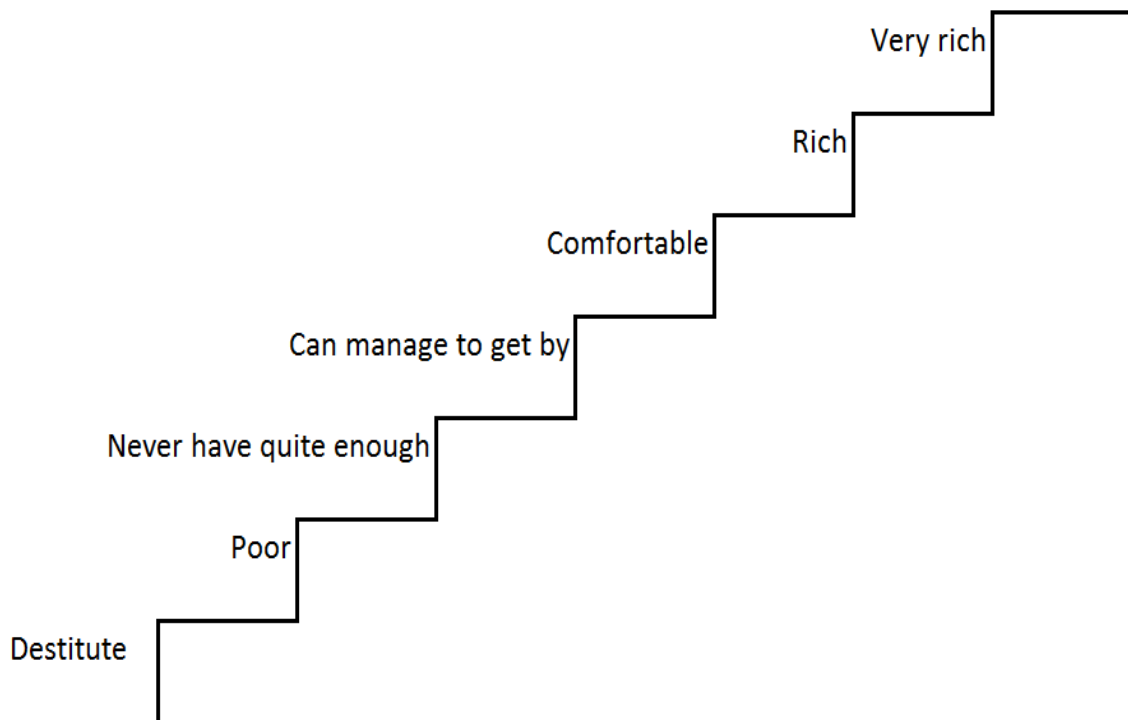 Very rich
Rich
Comfortable
Can manage to get by
Never have quite enough
Poor
Destitute